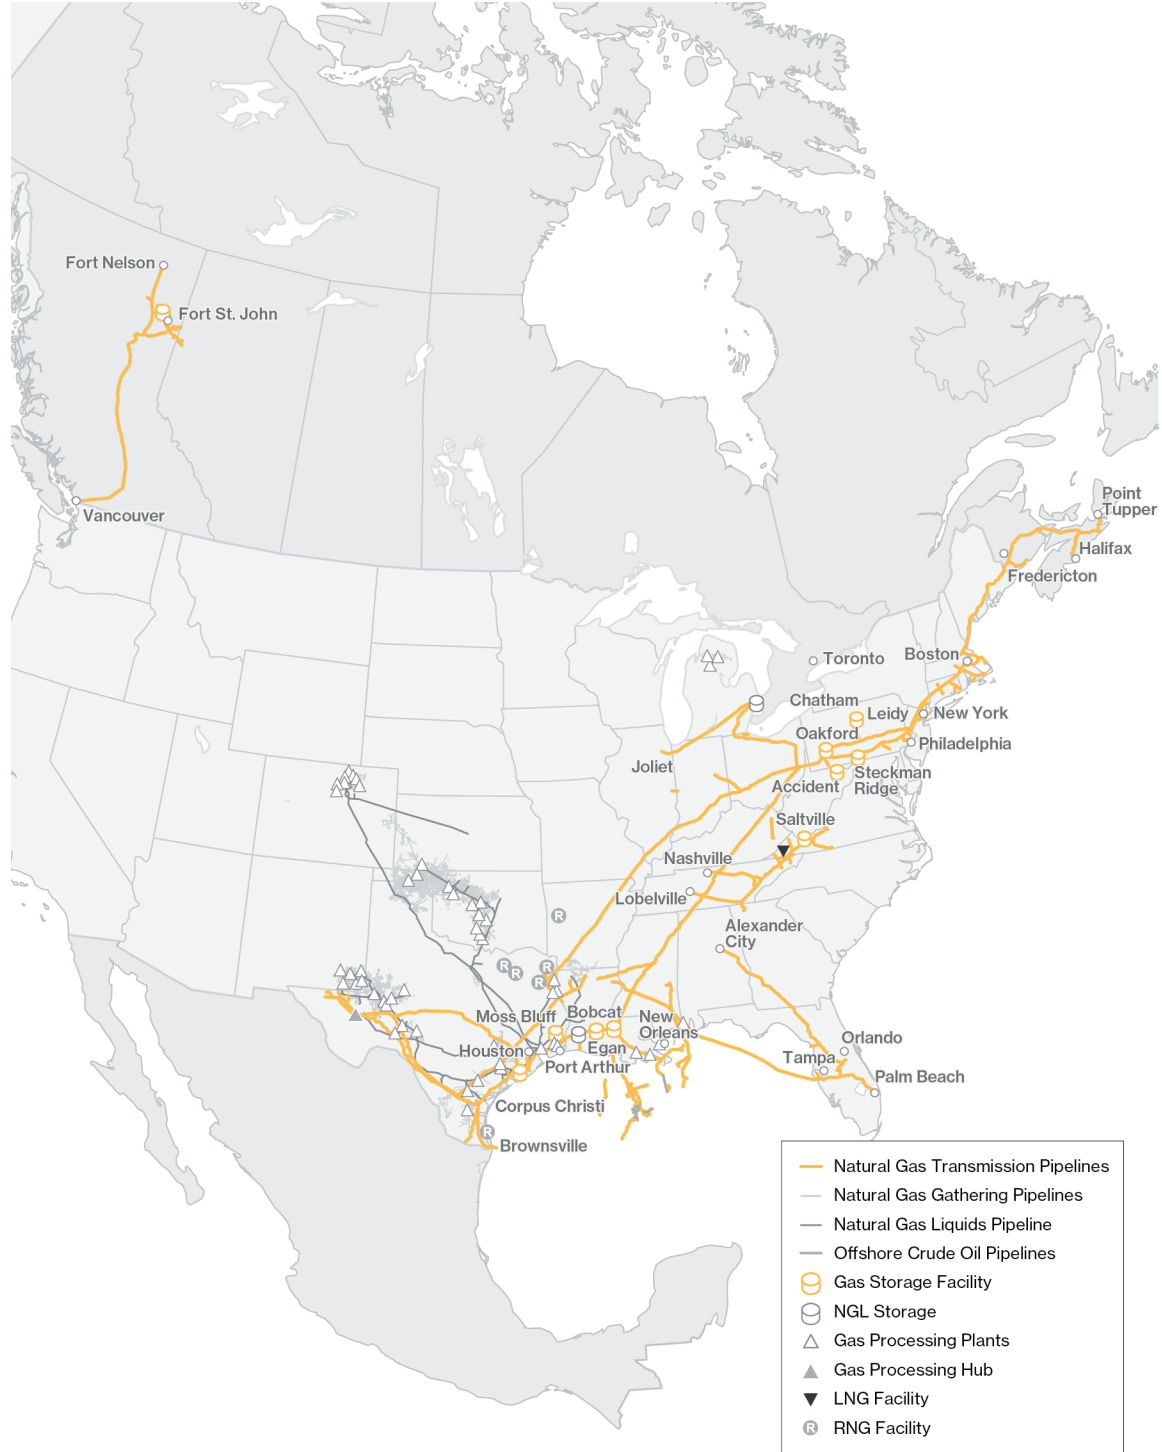 Fort Nelson
Fort St. John
Vancouver
Point
Tupper
Halifax
Fredericton
Boston
Toronto
Chatham
Leidy
New York
Oakford
Philadelphia
Joliet
Steckman
Ridge
Accident
Saltville
Nashville
Lobelville
Alexander
City
Moss Bluff
Bobcat
New
Orleans
Houston
Egan
Port Arthur
Orlando
Tampa
Palm Beach
Corpus Christi
Brownsville
R
R
R
R
R
R
Natural Gas Transmission Pipelines
Natural Gas Gathering Pipelines
Natural Gas Liquids Pipeline
Offshore Crude Oil Pipelines
Gas Storage Facility
NGL Storage
Gas Processing Plants
Gas Processing Hub
LNG Facility
R RNG Facility